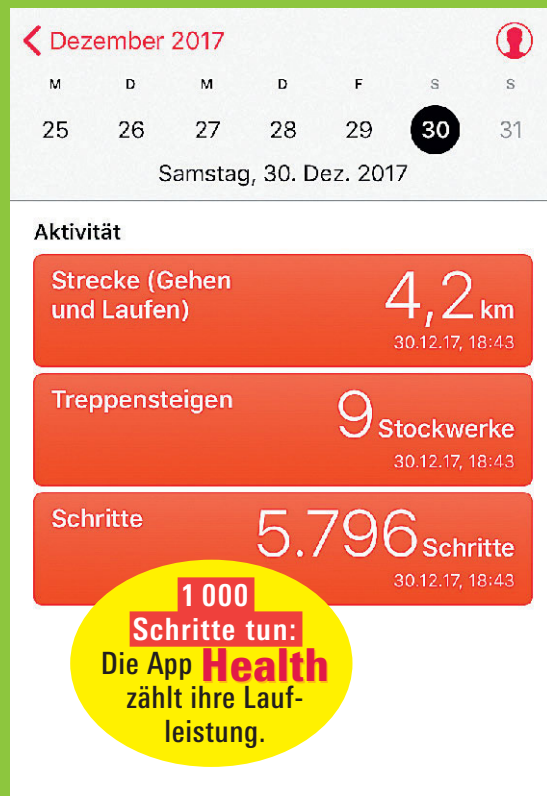 Dezember 2017
M D M D F S S
25 26 27 28 29 30 31
Samstag, 30. Dez. 2017
Aktivität
Strecke (Gehen
und Laufen)
4,2 km
30.12.17, 18:43
Treppensteigen
9 Stockwerke
30.12.17, 18:43
Schritte
5.796 Schritte
30.12.17, 18:43
1 000
Schritte tun:
Die App Health
zählt ihre Lauf-
leistung.